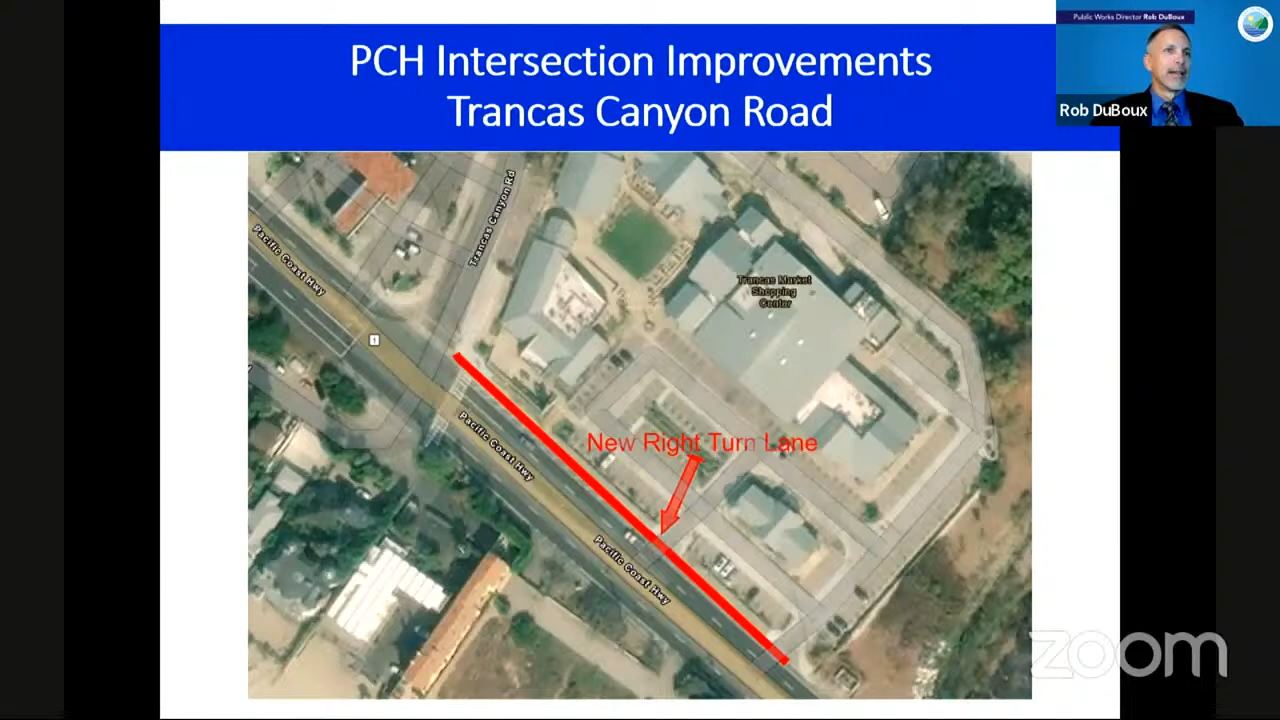 PCH Intersection Improvements
Trancas Canyon Road
Public Works Director Rob DuBoux
Rob DuBoux
Trancas Canyon Rd
Pacific Coast Hwy
1
Trancas Market
Shopping
Center
New Right Turn Lane
Pacific Coast Hwy
Pacific Coast Hwy
zoom